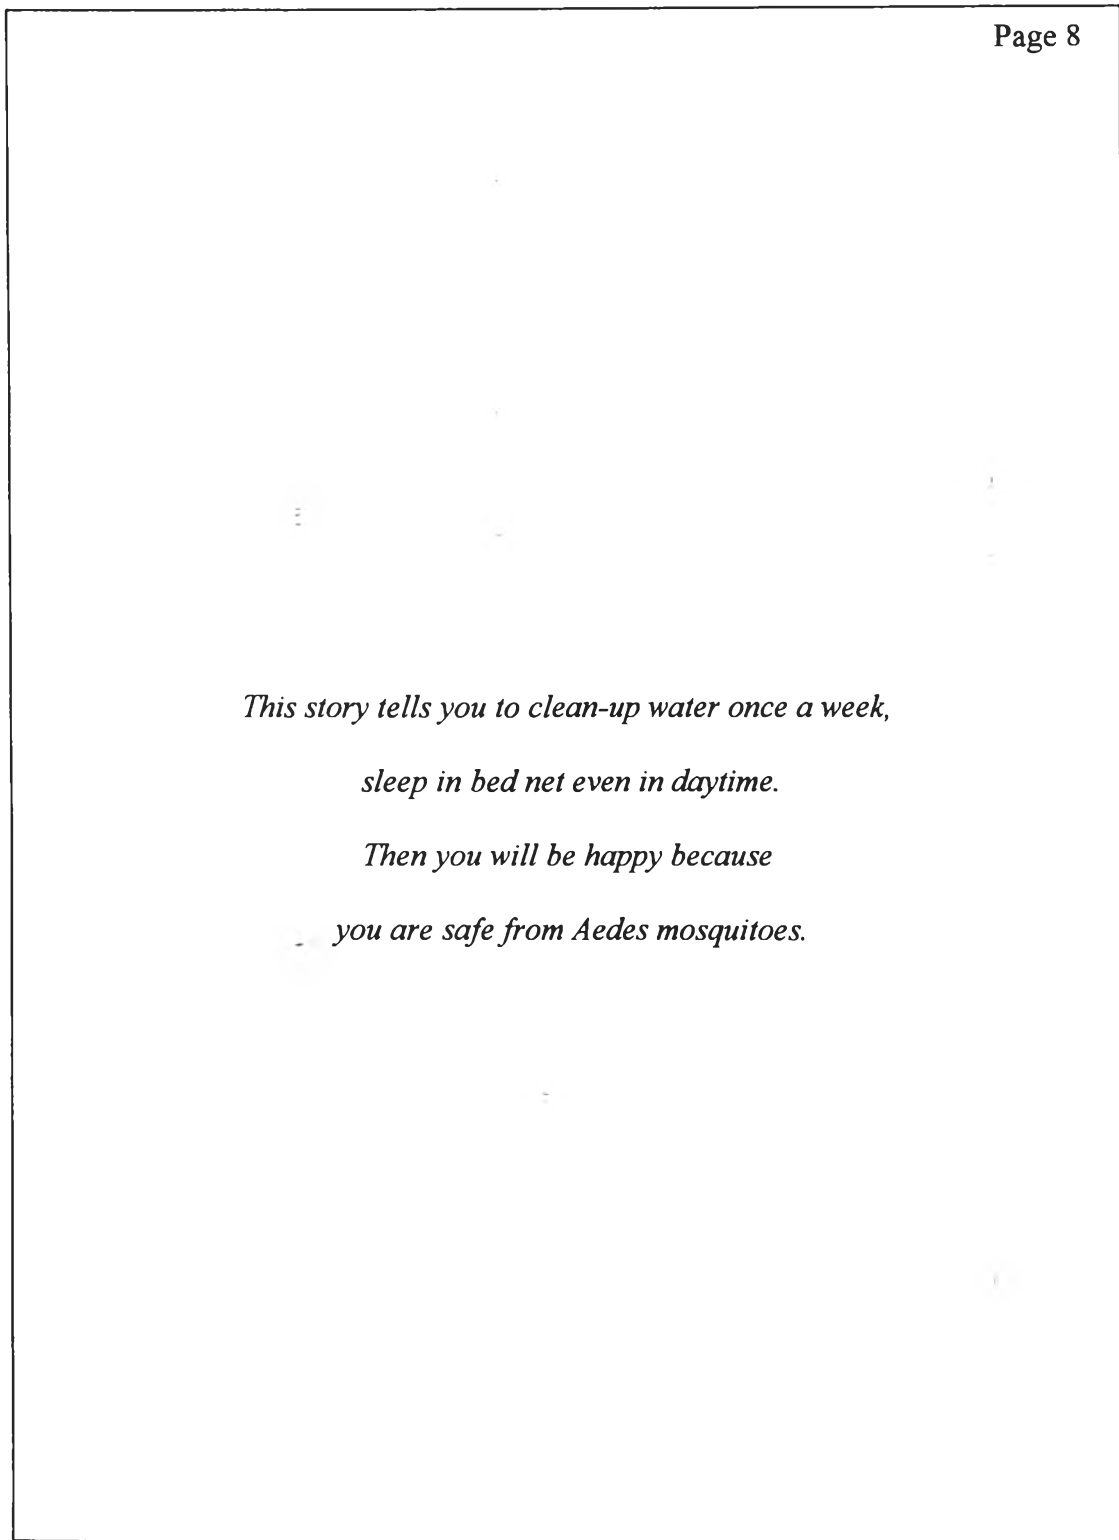 Page 8
This story tells you to clean-up water once a week,
sleep in bed net even in daytime.
Then you will be happy because
you are safe from Aedes mosquitoes.